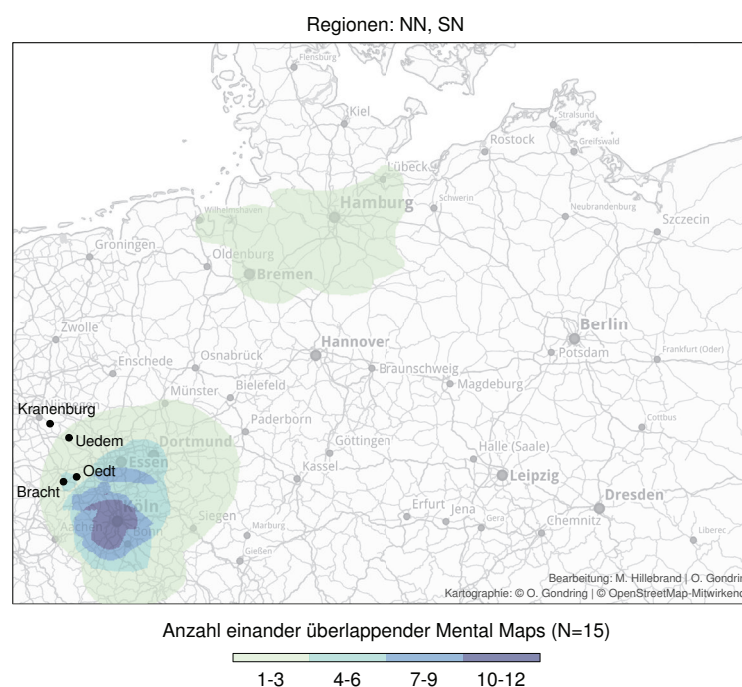 Regionen: NN, SN
Flensburg
Kiel
Stralsund
Rostock
Greifswald
Lübeck
Hamburg
Schwerin
Wilhelmshaven
Neubrandenburg
Szczecin
Groningen
Oldenburg
Bremen
Zwolle
Berlin
Hannover
Enschede
Osnabrück
Potsdam
Frankfurt (Oder)
Braunschweig
Magdeburg
Bielefeld
Münster
Kranenburg
Paderborn
Cottbus
Uedem
Dortmund
Göttingen
Halle (Saale)
Essen
Oedt
Kassel
Leipzig
Bracht
Dresden
Köln
Erfurt
Jena
Siegen
Gera
Chemnitz
Aachen
Bonn
Marburg
Liberec
Gießen
Bearbeitung: M. Hillebrand | O. Gondrin
Kartographie: © O. Gondring | © OpenStreetMap-Mitwirkend
Anzahl einander überlappender Mental Maps (N=15)
1-3 4-6 7-9 10-12